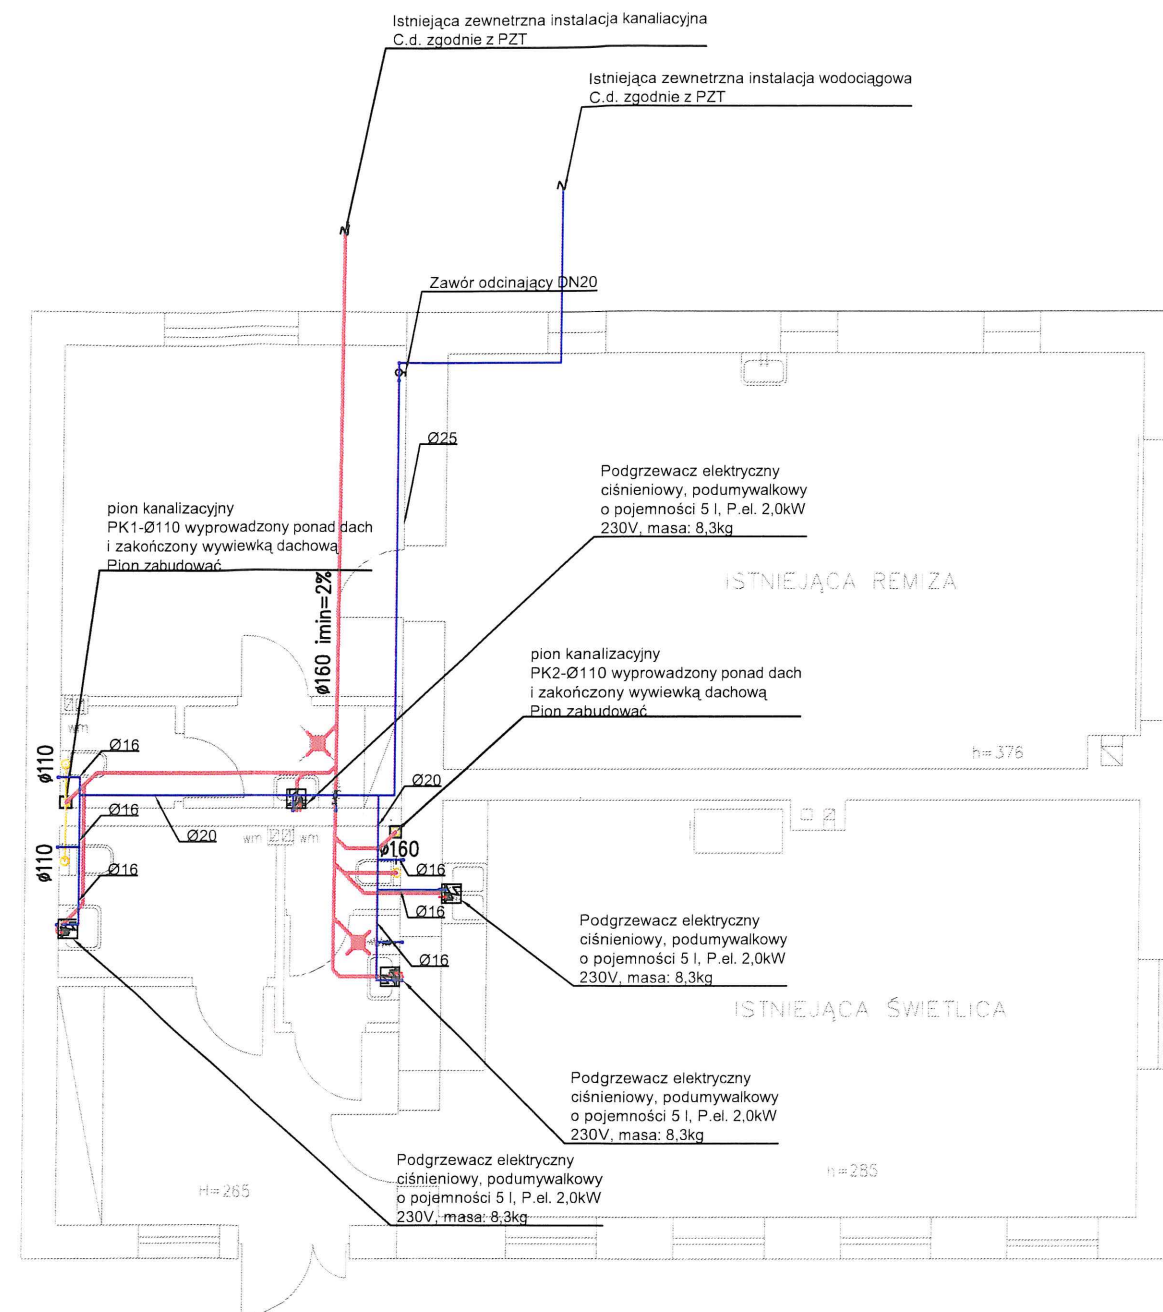 Istniejąca zewnetrzna instalacja kanaliacyjna
C.d. zgodnie z PZT
Istniejąca zewnetrzna instalacja wodociągowa
C.d. zgodnie z PZT
Zawór odcinający DN20
Ø25
Podgrzewacz elektryczny
ciśnieniowy, podumywalkowy
o pojemności 5 l, P.el. 2,0kW
230V, masa: 8,3kg
pion kanalizacyjny
PK1-Ø110 wyprowadzony ponad dach
i zakończony wywiewką dachową
Pion zabudować
ø160 imin=2%
ISTNIEJĄCA REMIZA
pion kanalizacyjny
PK2-Ø110 wyprowadzony ponad dach
i zakończony wywiewką dachową
Pion zabudować
wm
h=376
Ø16
ø110
Ø20
Ø16
Ø20
wm
wm
ø160
ø110
Ø16
Ø16
Ø16
wm
Ø16
Podgrzewacz elektryczny
ciśnieniowy, podumywalkowy
o pojemności 5 l, P.el. 2,0kW
230V, masa: 8,3kg
ISTNIEJĄCA ŚWIETLICA
Podgrzewacz elektryczny
ciśnieniowy, podumywalkowy
o pojemności 5 l, P.el. 2,0kW
230V, masa: 8,3kg
Podgrzewacz elektryczny
ciśnieniowy, podumywalkowy
o pojemności 5 l, P.el. 2,0kW
230V, masa: 8,3kg
H=265
h=285